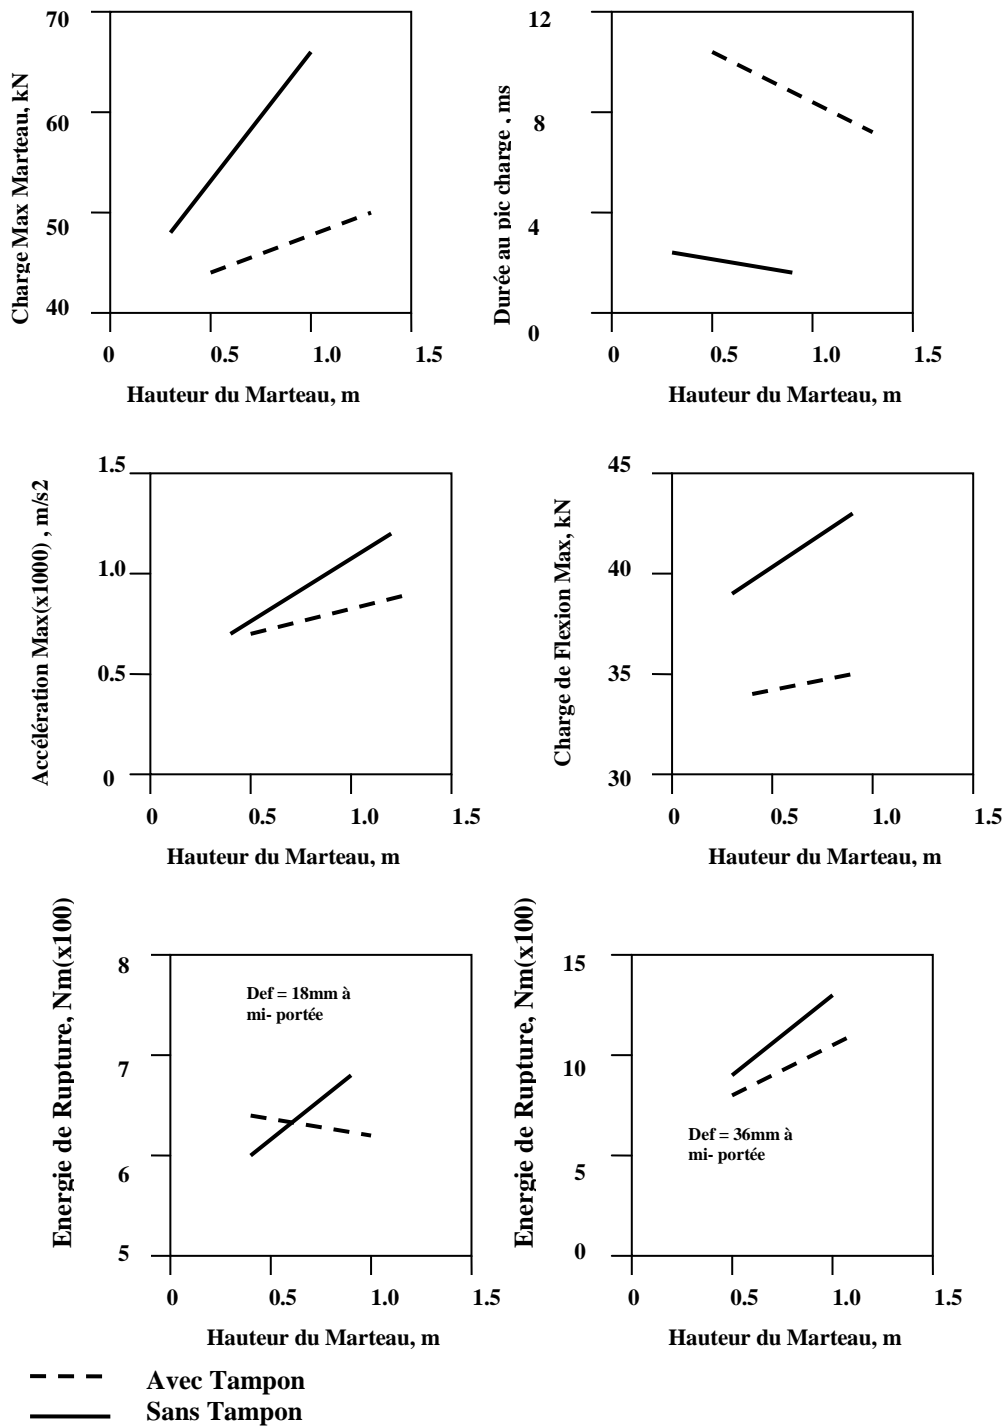 Charge Max Marteau, kN
70
60
50
40
0
0.5
1.0
1.5
Hauteur du Marteau, m
Durée au pic charge , ms
12
8
4
0
0
0.5
1.0
1.5
Hauteur du Marteau, m
Accélération Max(x1000) , m/s2
1.5
1.0
0.5
0
0
0.5
1.0
1.5
Hauteur du Marteau, m
Charge de Flexion Max, kN
45
40
35
30
0
0.5
1.0
1.5
Hauteur du Marteau, m
Energie de Rupture, Nm(x100)
8
7
6
5
Def = 18mm à
mi- portée
0
0.5
1.0
1.5
Hauteur du Marteau, m
Energie de Rupture, Nm(x100)
15
10
5
0
Def = 36mm à
mi- portée
0
0.5
1.0
1.5
Hauteur du Marteau, m
Avec Tampon
Sans Tampon